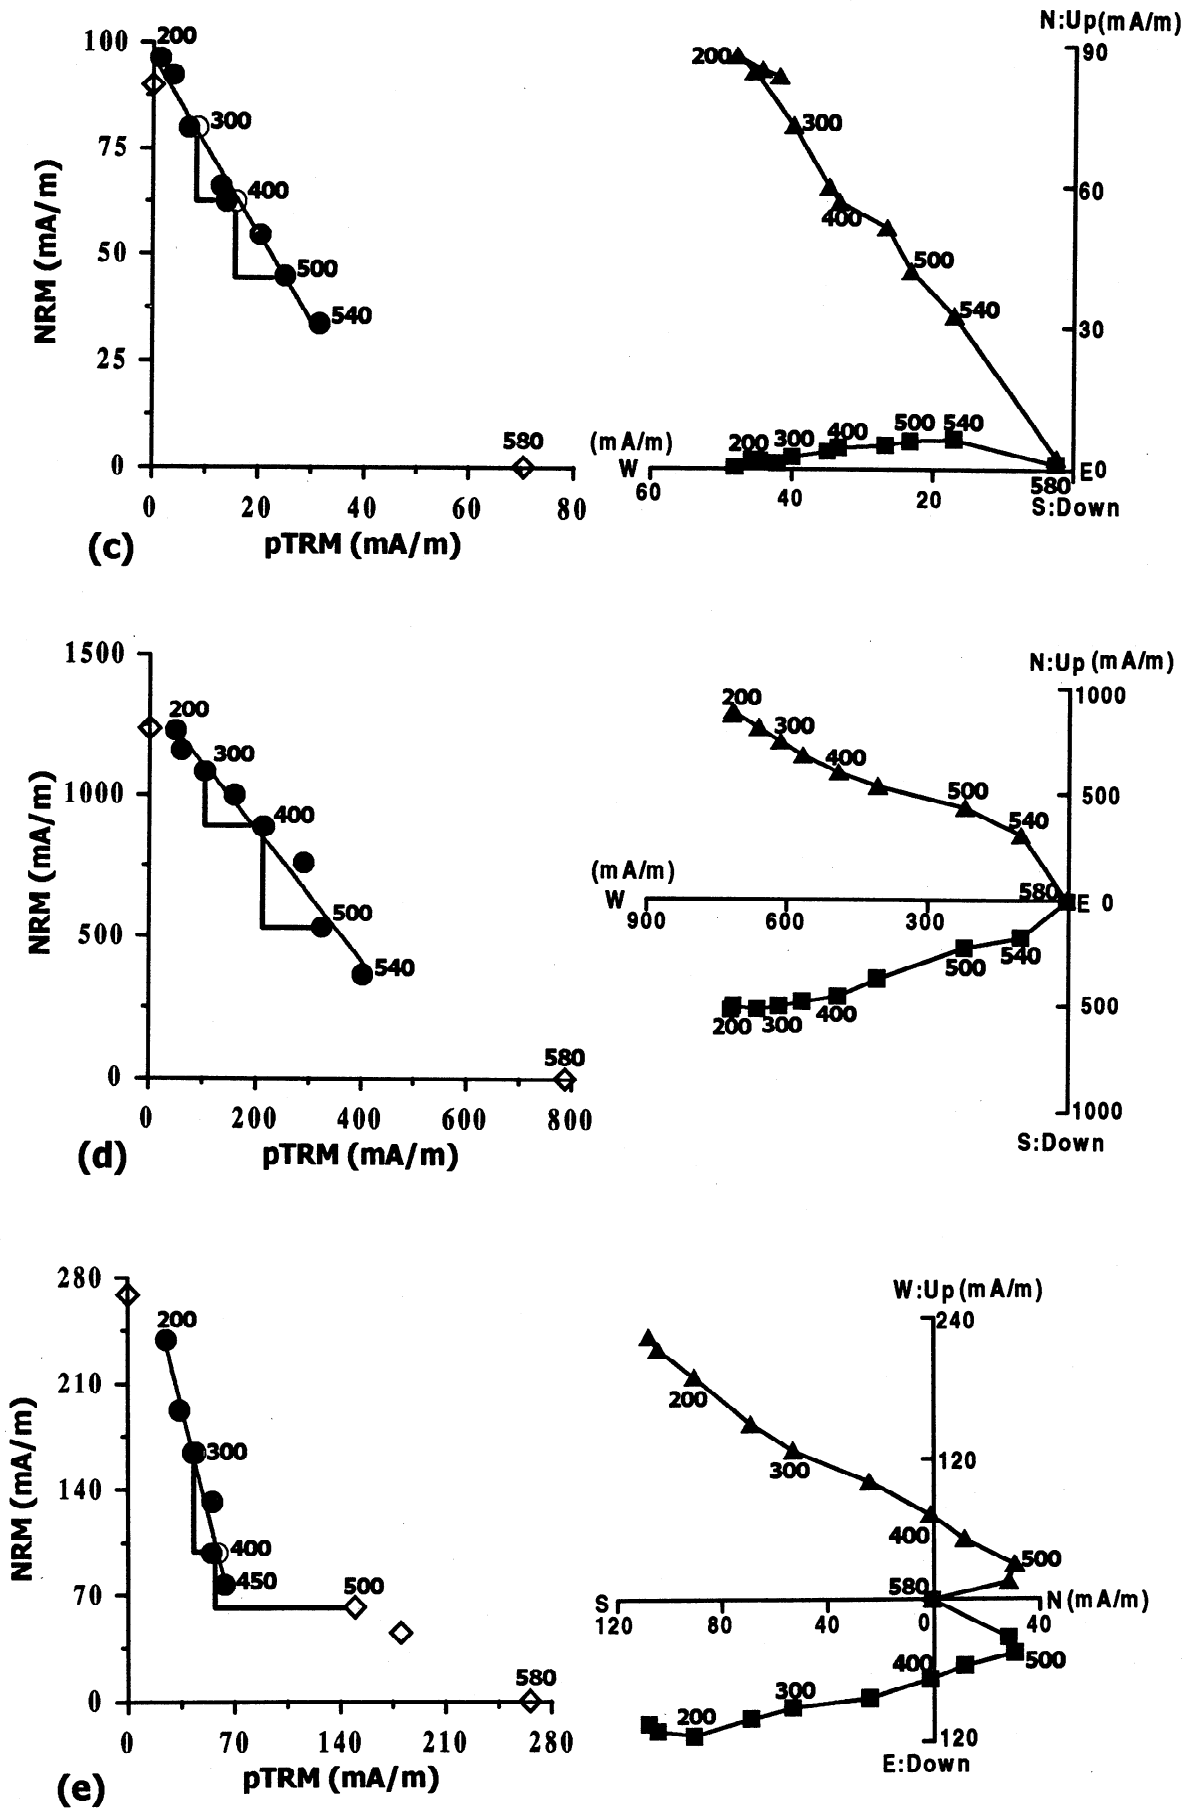 N:Up(mA/m)
100 200
75 300
400
50 500
540
25
0 580
NRM (mA/m)
0 20 40 60 80
pTRM (mA/m)
(c)
200 90
300
60
400
500
540 30
(mA/m) 200 300 400 500 540
W E0
60 40 20 580
S:Down
1500
200
300
1000 400
500 500
540
0 580
NRM (mA/m)
0 200 400 600 800
pTRM (mA/m)
(d)
N:Up (mA/m)
200 1000
300
400
500 500
540
(mA/m)
W 580 E 0
900 600 300
500 540
200 300 400 500
1000
S:Down
280
200
210
300
140
400
450
70 500
0 580
NRM (mA/m)
0 70 140 210 280
pTRM (mA/m)
(e)
W:Up (mA/m)
240
200
120
300
400
500
580
S N (mA/m)
120 80 40 0 40
400 500
300
200
120
E:Down